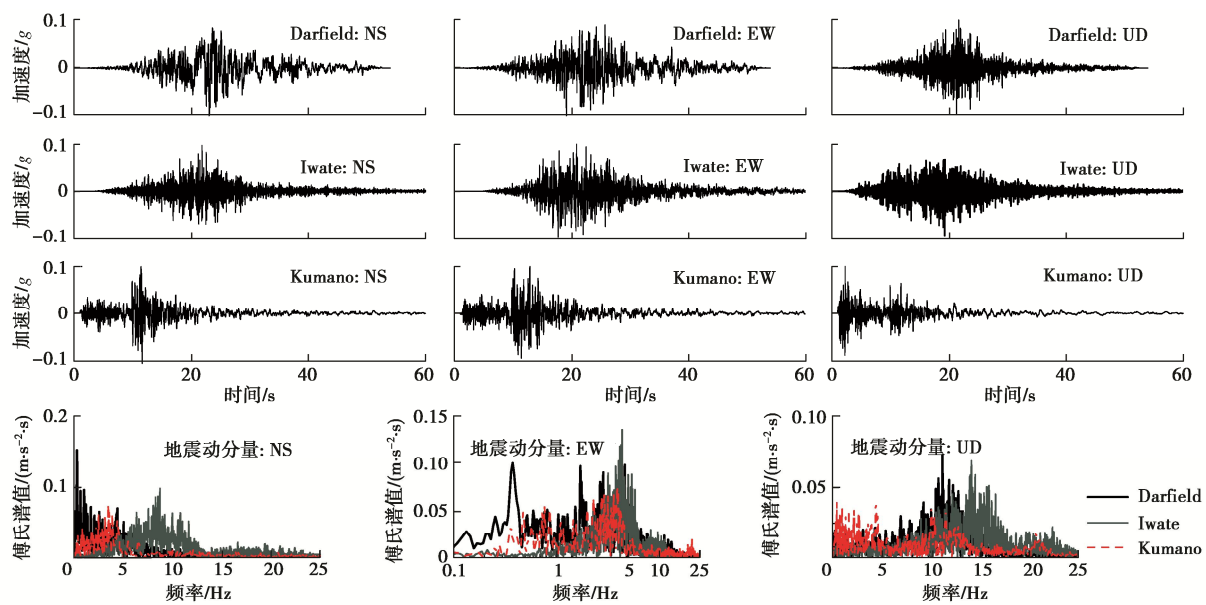 0.1
0
−0.1
加速度/g
Darfield: NS
Darfield: EW
Darfield: UD
0.1
0
−0.1
加速度/g
Iwate: NS
Iwate: EW
Iwate: UD
0.1
0
−0.1
加速度/g
Kumano: NS
Kumano: EW
Kumano: UD
0 20 40 60
0 20 40 60
0 20 40 60
时间/s
时间/s
时间/s
0.2
0.1
0
傅氏谱值/(m·s⁻²·s)
地震动分量: NS
0 5 10 15 20 25
频率/Hz
0.15
0.10
0.05
0
傅氏谱值/(m·s⁻²·s)
地震动分量: EW
0.1 1 5 10 25
频率/Hz
0.10
0.05
傅氏谱值/(m·s⁻²·s)
地震动分量: UD
0 5 10 15 20 25
频率/Hz
Darfield
Iwate
Kumano